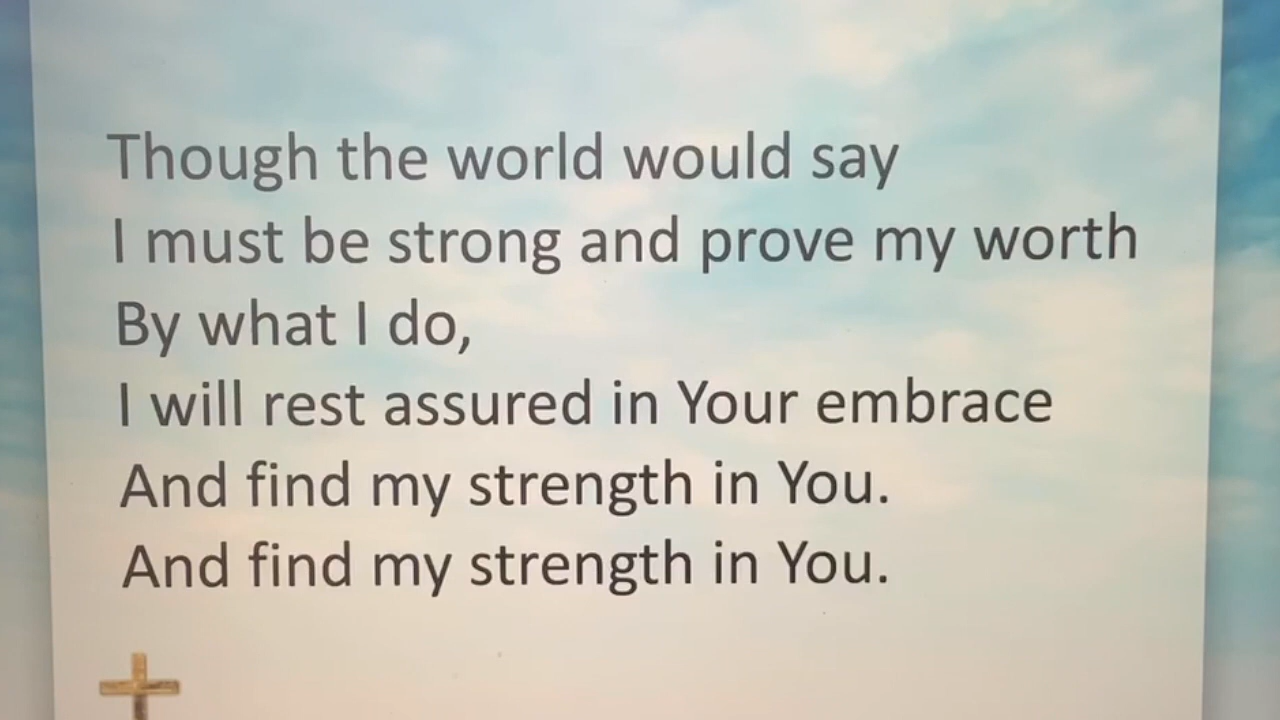 Though the world would say
I must be strong and prove my worth
By what I do,
I will rest assured in Your embrace
And find my strength in You.
And find my strength in You.